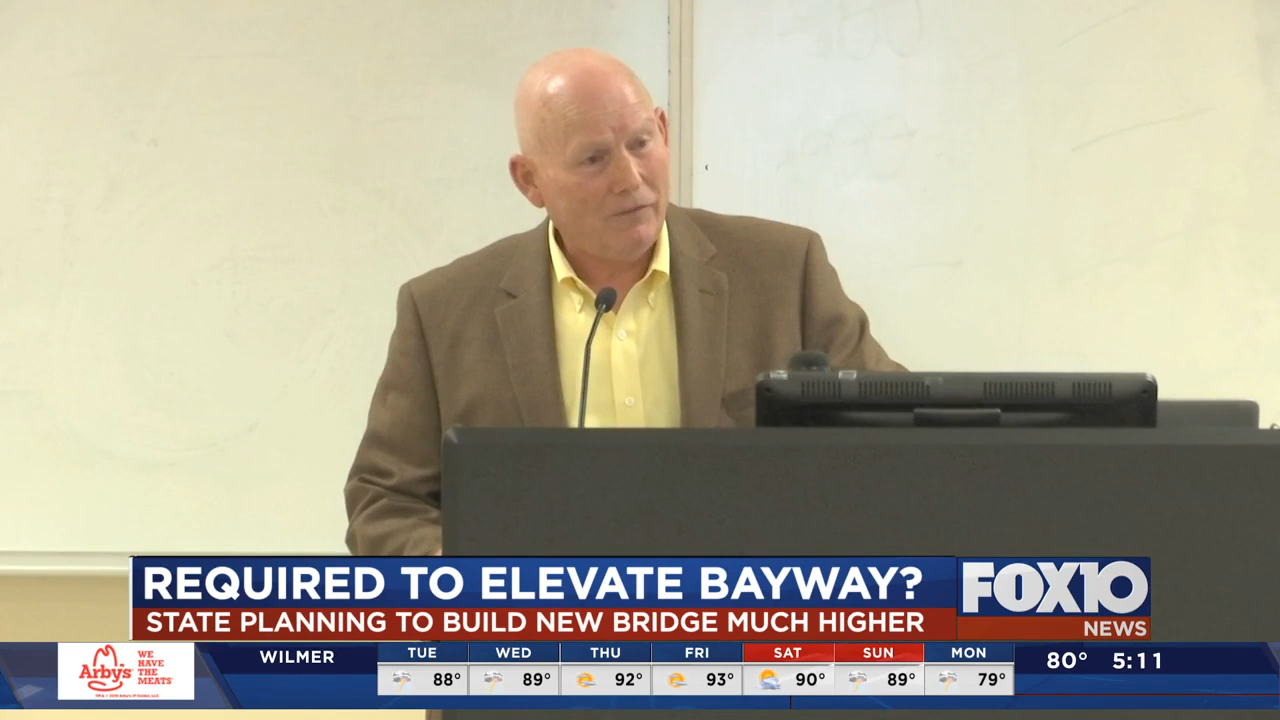 REQUIRED TO ELEVATE BAYWAY?
STATE PLANNING TO BUILD NEW BRIDGE MUCH HIGHER
FOX10
NEWS
Arby's
WE
HAVE
THE
MEATS
WILMER
TUE
88°
WED
89°
THU
92°
FRI
93°
SAT
90°
SUN
89°
MON
79°
80° 5:11